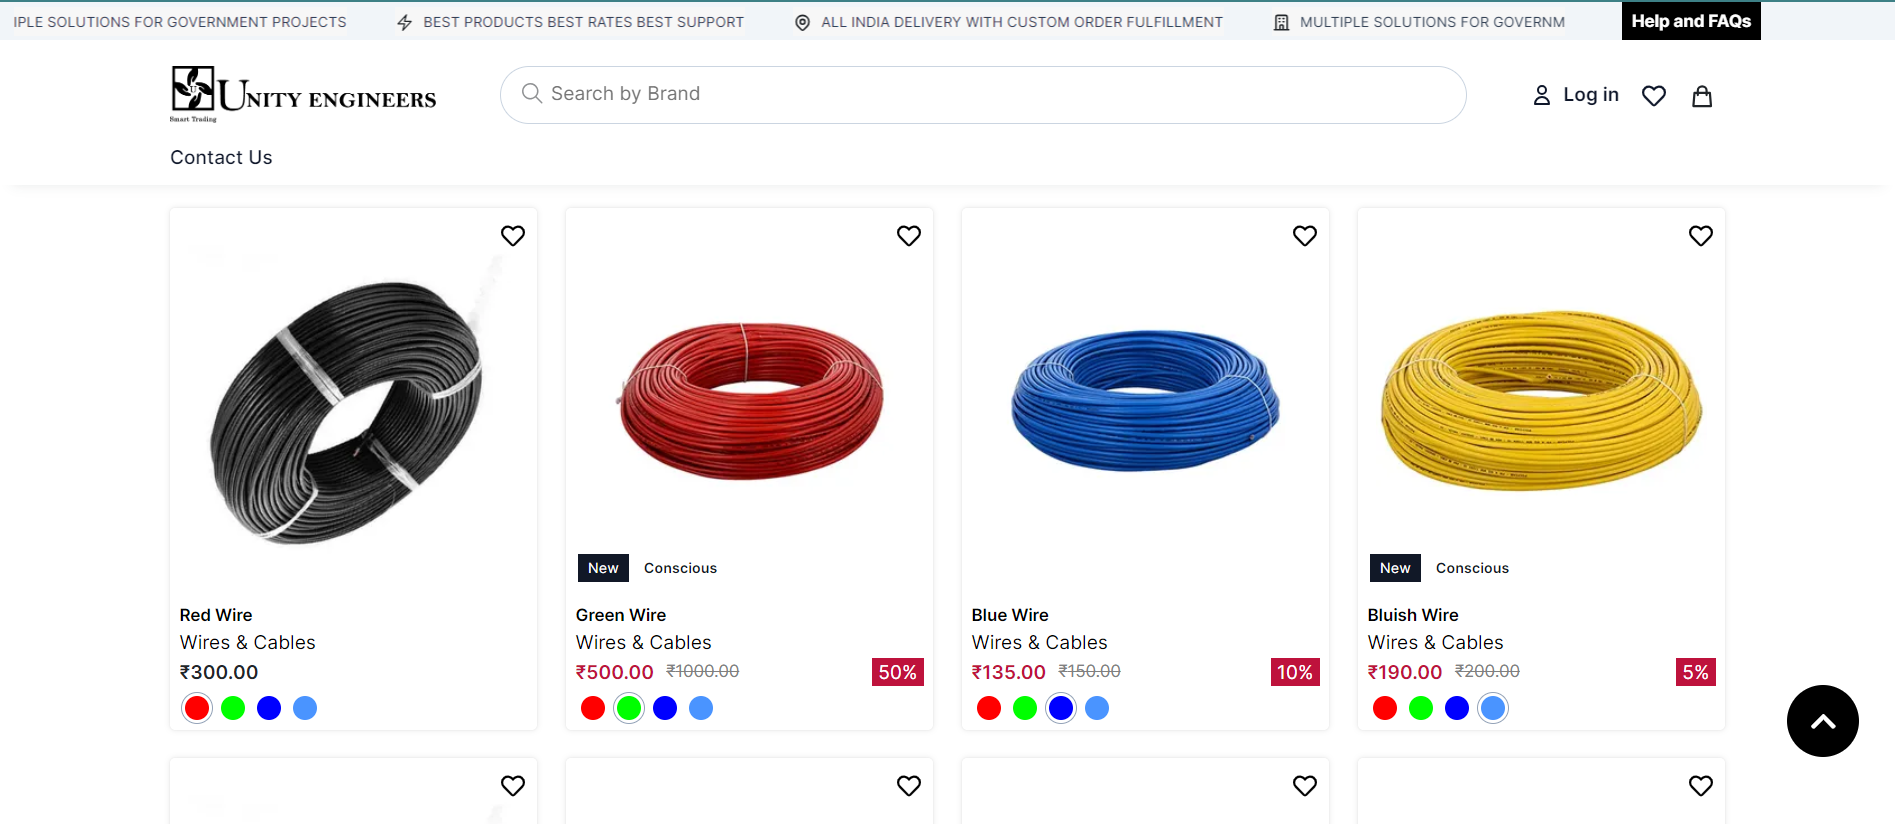 IPLE SOLUTIONS FOR GOVERNMENT PROJECTS BEST PRODUCTS BEST RATES BEST SUPPORT ALL INDIA DELIVERY WITH CUSTOM ORDER FULFILLMENT MULTIPLE SOLUTIONS FOR GOVERNM Help and FAQs
U UNITY ENGINEERS
Smart Trading
Search by Brand
Log in
Contact Us
New Conscious
New Conscious
Red Wire
Wires & Cables
₹300.00
Green Wire
Wires & Cables
₹500.00 ₹1000.00 50%
Blue Wire
Wires & Cables
₹135.00 ₹150.00 10%
Bluish Wire
Wires & Cables
₹190.00 ₹200.00 5%